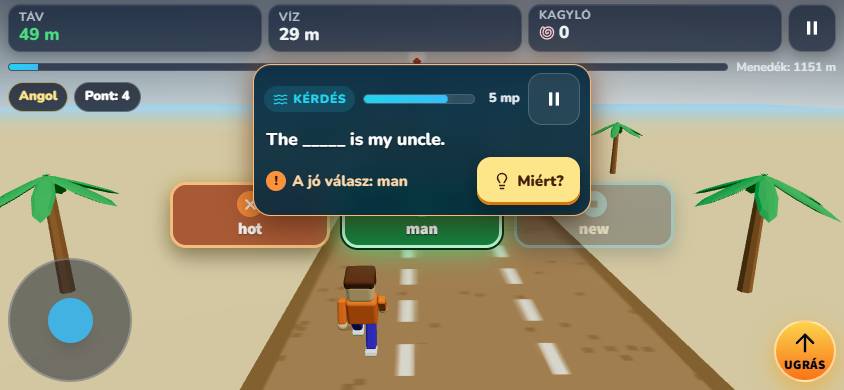 TÁV
49 m
VÍZ
29 m
KAGYLÓ
0
Menedék: 1151 m
Angol
Pont: 4
KÉRDÉS
5 mp
The _____ is my uncle.
! A jó válasz: man
Miért?
hot
man
new
UGRÁS